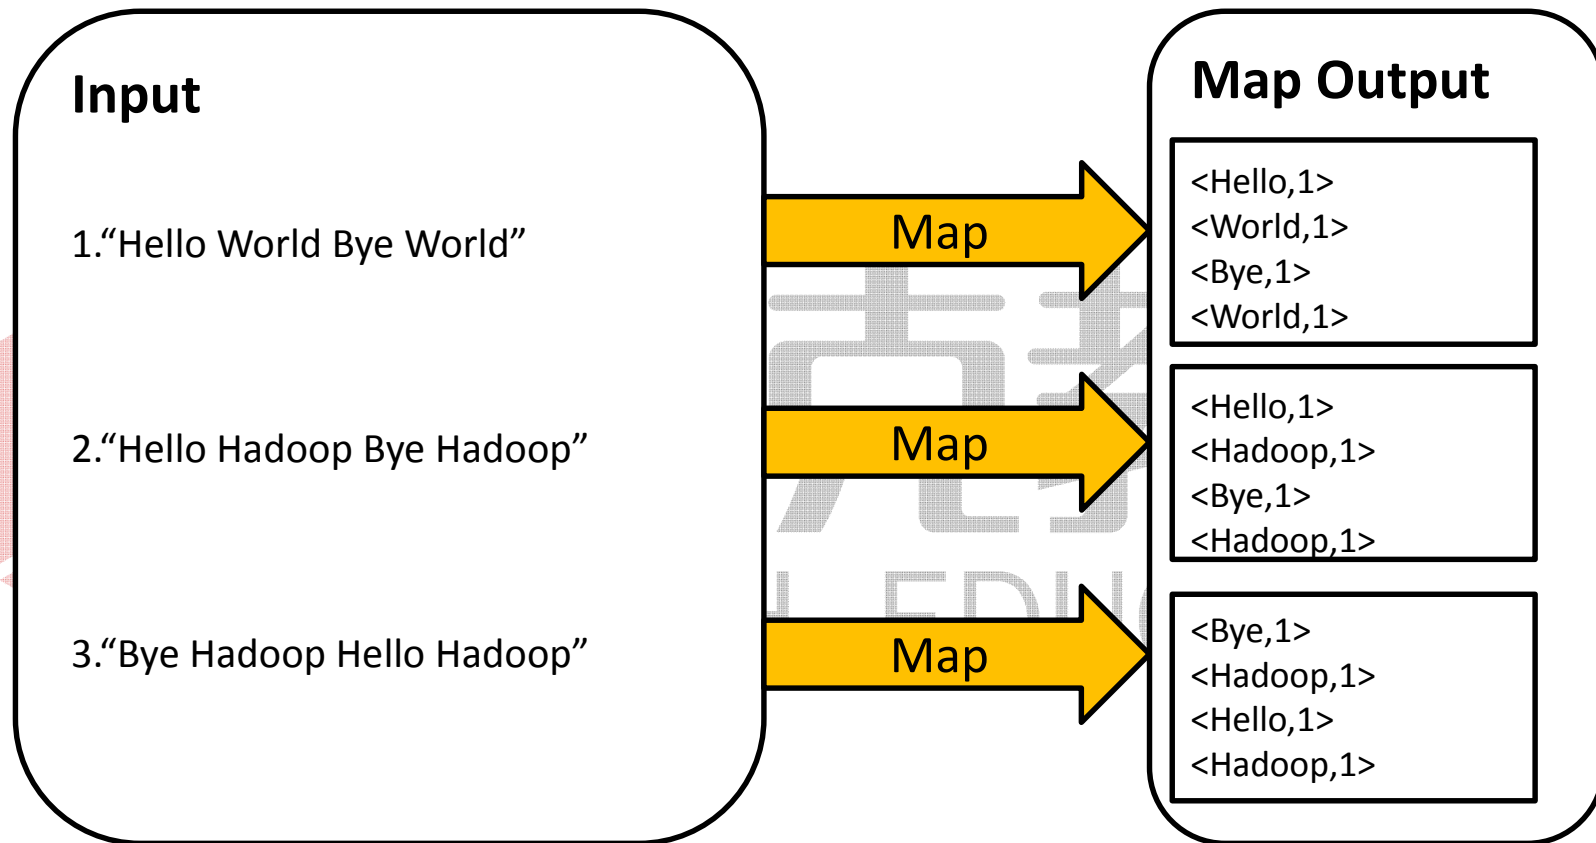 Input
1.“Hello World Bye World”
2.“Hello Hadoop Bye Hadoop”
3.“Bye Hadoop Hello Hadoop”
Map
Map
Map
Map Output
<Hello,1>
<World,1>
<Bye,1>
<World,1>
<Hello,1>
<Hadoop,1>
<Bye,1>
<Hadoop,1>
<Bye,1>
<Hadoop,1>
<Hello,1>
<Hadoop,1>